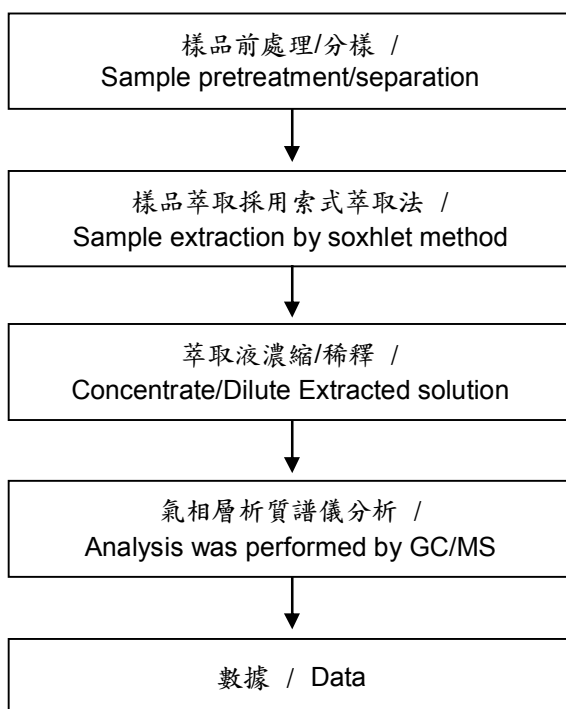 樣品前處理/分樣 /
Sample pretreatment/separation
樣品萃取採用索式萃取法 /
Sample extraction by soxhlet method
萃取液濃縮/稀釋 /
Concentrate/Dilute Extracted solution
氣相層析質譜儀分析 /
Analysis was performed by GC/MS
數據 / Data